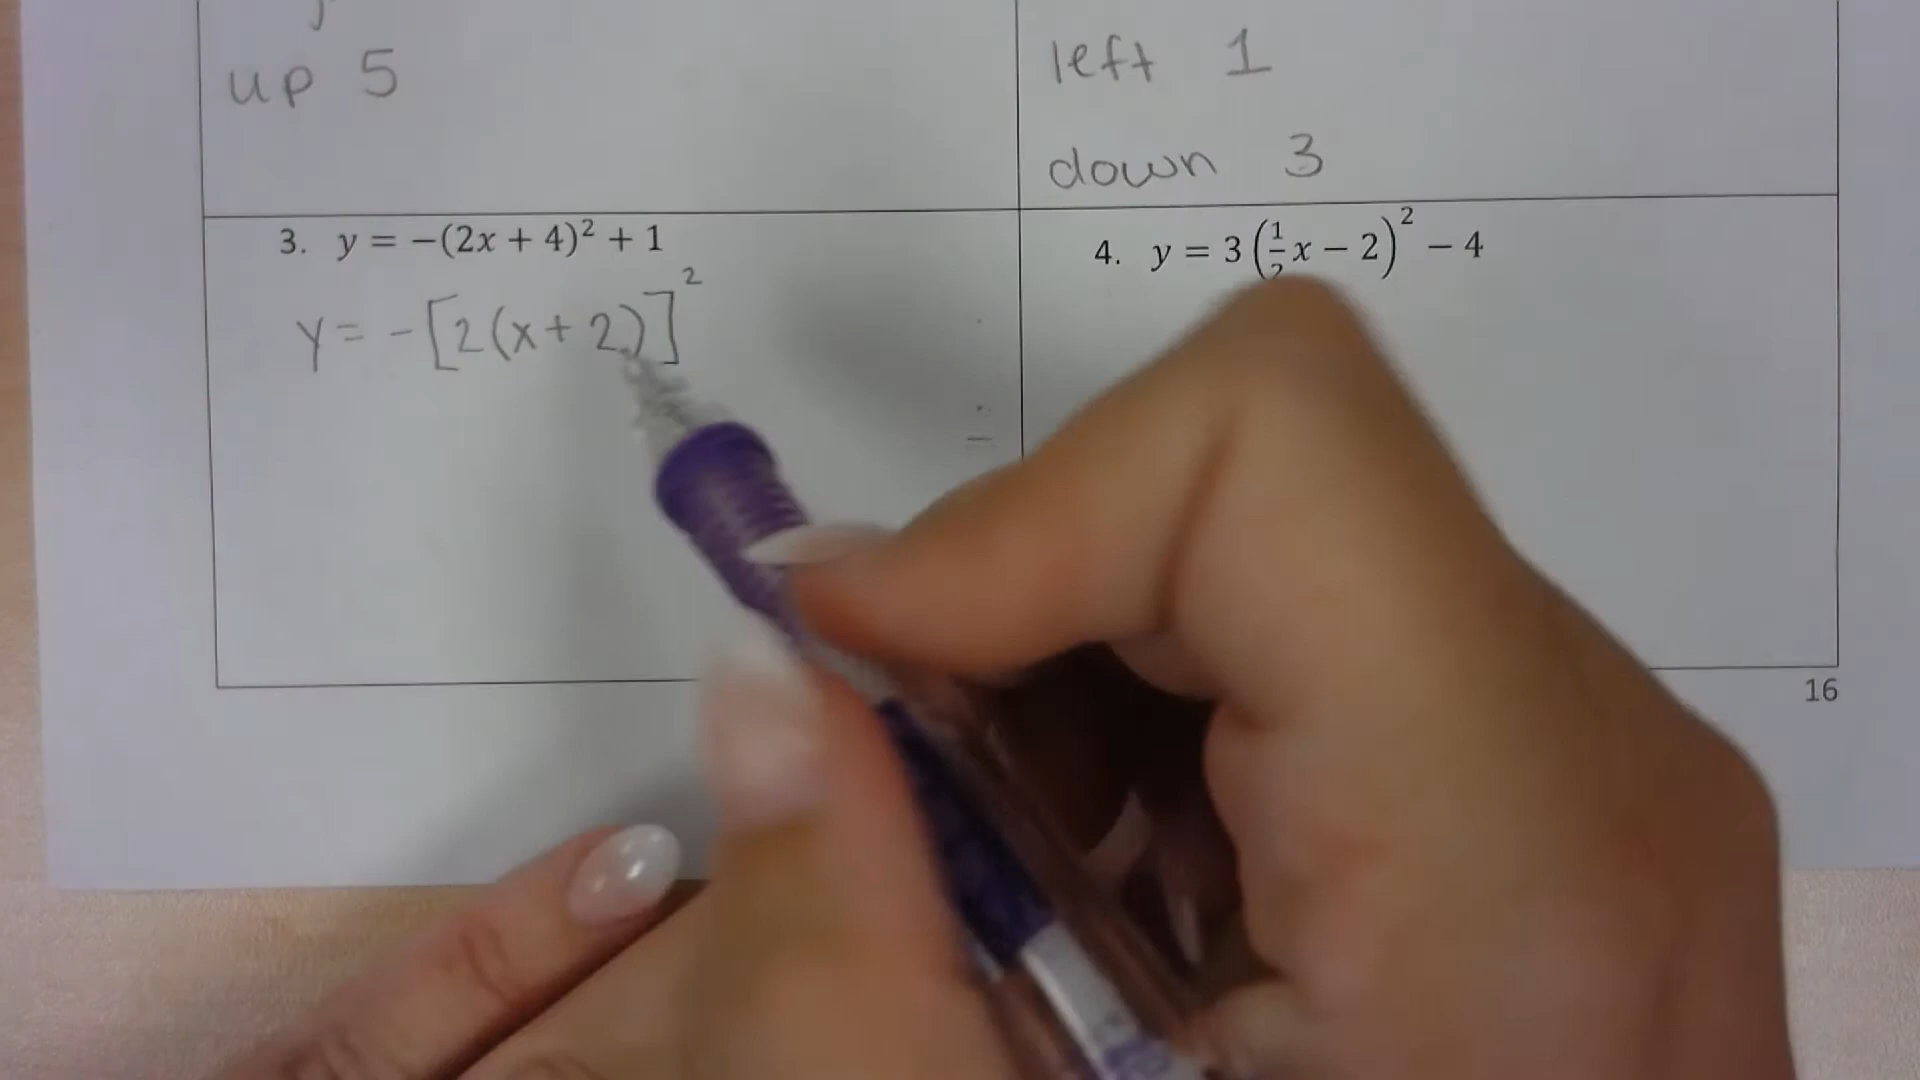 up 5
left 1
down 3
3. y = −(2x + 4)² + 1
y = -[2(x+2)]²
4. y = 3(½x − 2)² − 4
16